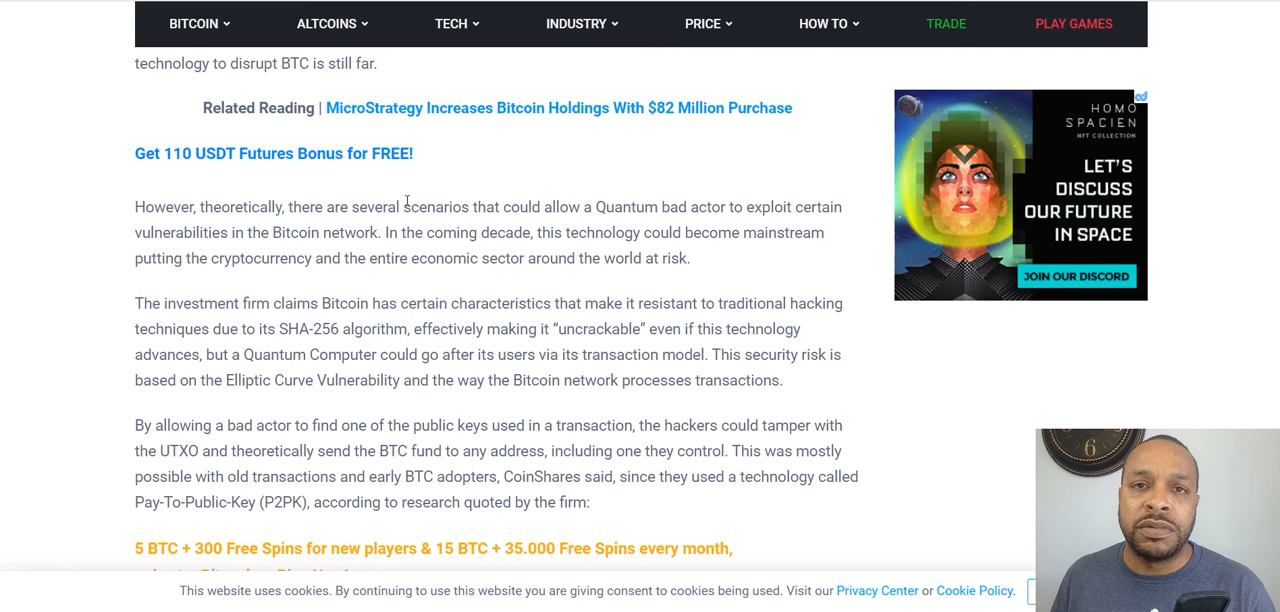 BITCOIN ALTCOINS TECH INDUSTRY PRICE HOW TO TRADE PLAY GAMES
technology to disrupt BTC is still far.
Related Reading | MicroStrategy Increases Bitcoin Holdings With $82 Million Purchase
Get 110 USDT Futures Bonus for FREE!
However, theoretically, there are several scenarios that could allow a Quantum bad actor to exploit certain
vulnerabilities in the Bitcoin network. In the coming decade, this technology could become mainstream
putting the cryptocurrency and the entire economic sector around the world at risk.
The investment firm claims Bitcoin has certain characteristics that make it resistant to traditional hacking
techniques due to its SHA-256 algorithm, effectively making it “uncrackable” even if this technology
advances, but a Quantum Computer could go after its users via its transaction model. This security risk is
based on the Elliptic Curve Vulnerability and the way the Bitcoin network processes transactions.
By allowing a bad actor to find one of the public keys used in a transaction, the hackers could tamper with
the UTXO and theoretically send the BTC fund to any address, including one they control. This was mostly
possible with old transactions and early BTC adopters, CoinShares said, since they used a technology called
Pay-To-Public-Key (P2PK), according to research quoted by the firm:
5 BTC + 300 Free Spins for new players & 15 BTC + 35.000 Free Spins every month,
HOMO
SPACIEN
NFT COLLECTION
LET'S
DISCUSS
OUR FUTURE
IN SPACE
JOIN OUR DISCORD
6
This website uses cookies. By continuing to use this website you are giving consent to cookies being used. Visit our Privacy Center or Cookie Policy.